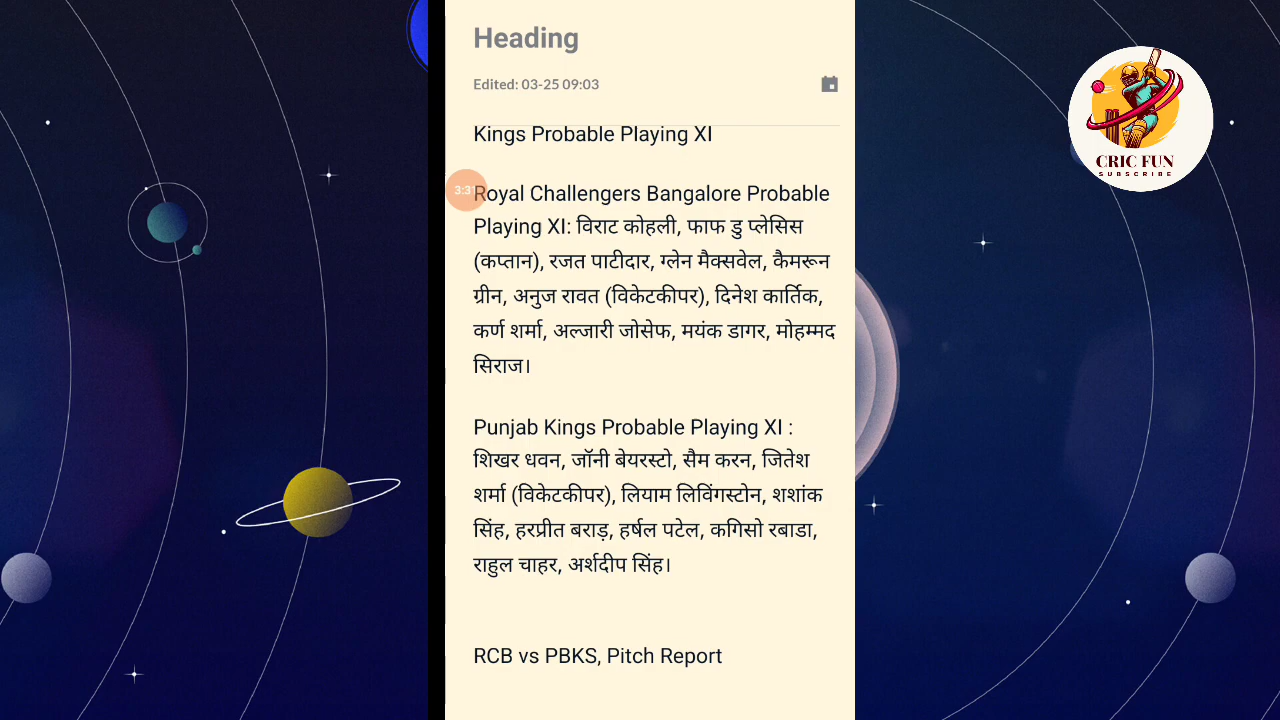 Heading
Edited: 03-25 09:03
Kings Probable Playing XI
3:31
Royal Challengers Bangalore Probable
Playing XI: विराट कोहली, फाफ डु प्लेसिस
(कप्तान), रजत पाटीदार, ग्लेन मैक्सवेल, कैमरून
ग्रीन, अनुज रावत (विकेटकीपर), दिनेश कार्तिक,
कर्ण शर्मा, अल्जारी जोसेफ, मयंक डागर, मोहम्मद
सिराज।
Punjab Kings Probable Playing XI :
शिखर धवन, जॉनी बेयरस्टो, सैम करन, जितेश
शर्मा (विकेटकीपर), लियाम लिविंगस्टोन, शशांक
सिंह, हरप्रीत बराड़, हर्षल पटेल, कगिसो रबाडा,
राहुल चाहर, अर्शदीप सिंह।
RCB vs PBKS, Pitch Report
CRIC FUN
SUBSCRIBE